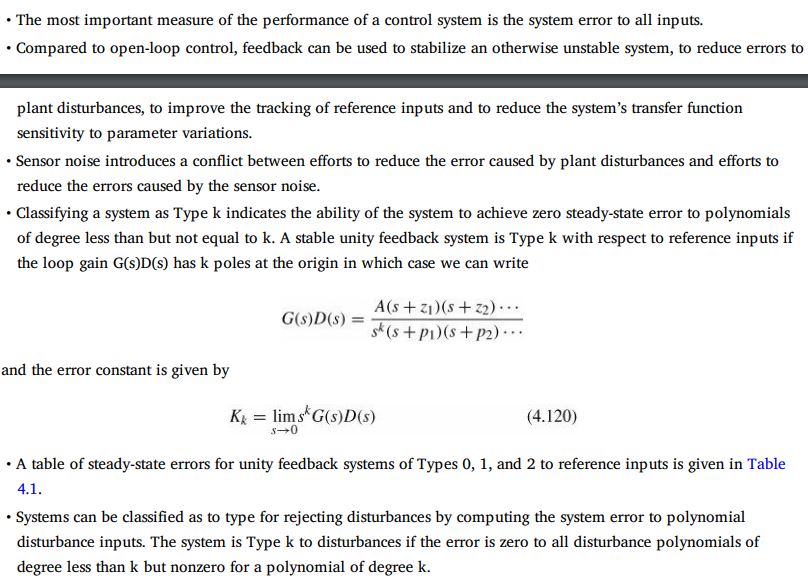 • The most important measure of the performance of a control system is the system error to all inputs.
• Compared to open-loop control, feedback can be used to stabilize an otherwise unstable system, to reduce errors to
plant disturbances, to improve the tracking of reference inputs and to reduce the system’s transfer function
sensitivity to parameter variations.
• Sensor noise introduces a conflict between efforts to reduce the error caused by plant disturbances and efforts to
reduce the errors caused by the sensor noise.
• Classifying a system as Type k indicates the ability of the system to achieve zero steady-state error to polynomials
of degree less than but not equal to k. A stable unity feedback system is Type k with respect to reference inputs if
the loop gain G(s)D(s) has k poles at the origin in which case we can write
G(s)D(s) = A(s + z₁)(s + z₂) ··· / sᵏ(s + p₁)(s + p₂) ···
and the error constant is given by
Kₖ = lim s→0 sᵏG(s)D(s) (4.120)
• A table of steady-state errors for unity feedback systems of Types 0, 1, and 2 to reference inputs is given in Table
4.1.
• Systems can be classified as to type for rejecting disturbances by computing the system error to polynomial
disturbance inputs. The system is Type k to disturbances if the error is zero to all disturbance polynomials of
degree less than k but nonzero for a polynomial of degree k.